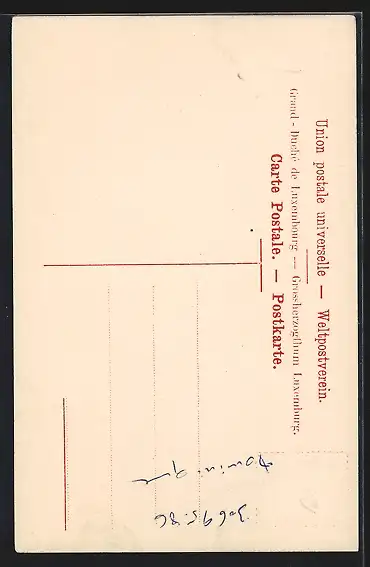 Union postale universelle — Weltpostverein.
Grand-Duché de Luxembourg — Grossherzogthum Luxemburg.
Carte Postale. — Postkarte.